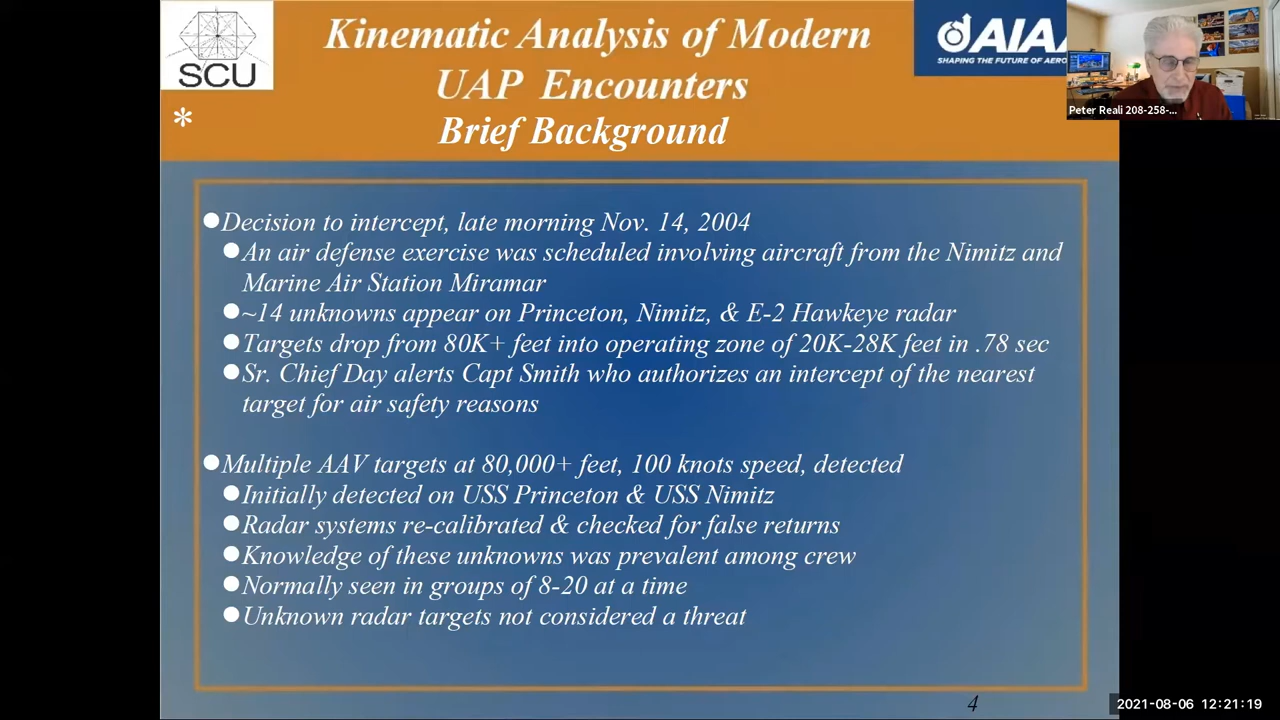 SCU
Kinematic Analysis of Modern
UAP Encounters
Brief Background
AIAA
SHAPING THE FUTURE OF AERO
Peter Reali 208-258-...
*
●Decision to intercept, late morning Nov. 14, 2004
●An air defense exercise was scheduled involving aircraft from the Nimitz and
Marine Air Station Miramar
●~14 unknowns appear on Princeton, Nimitz, & E-2 Hawkeye radar
●Targets drop from 80K+ feet into operating zone of 20K-28K feet in .78 sec
●Sr. Chief Day alerts Capt Smith who authorizes an intercept of the nearest
target for air safety reasons
●Multiple AAV targets at 80,000+ feet, 100 knots speed, detected
●Initially detected on USS Princeton & USS Nimitz
●Radar systems re-calibrated & checked for false returns
●Knowledge of these unknowns was prevalent among crew
●Normally seen in groups of 8-20 at a time
●Unknown radar targets not considered a threat
4
2021-08-06 12:21:19